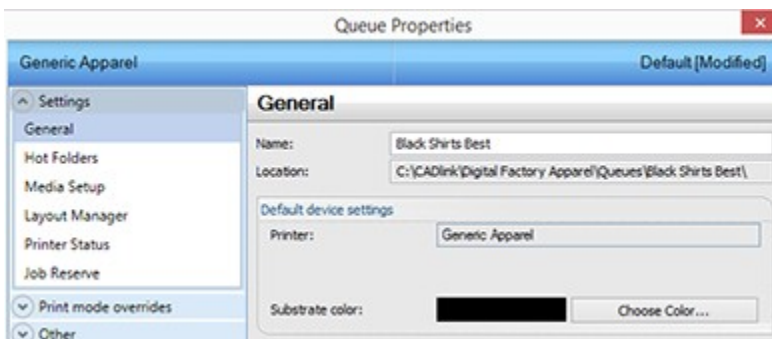 Queue Properties
Generic Apparel
Default [Modified]
Settings
General
Hot Folders
Media Setup
Layout Manager
Printer Status
Job Reserve
Print mode overrides
Other
General
Name: Black Shirts Best
Location: C:\CADlink\Digital Factory Apparel\Queues\Black Shirts Best\
Default device settings
Printer: Generic Apparel
Substrate color: Choose Color...